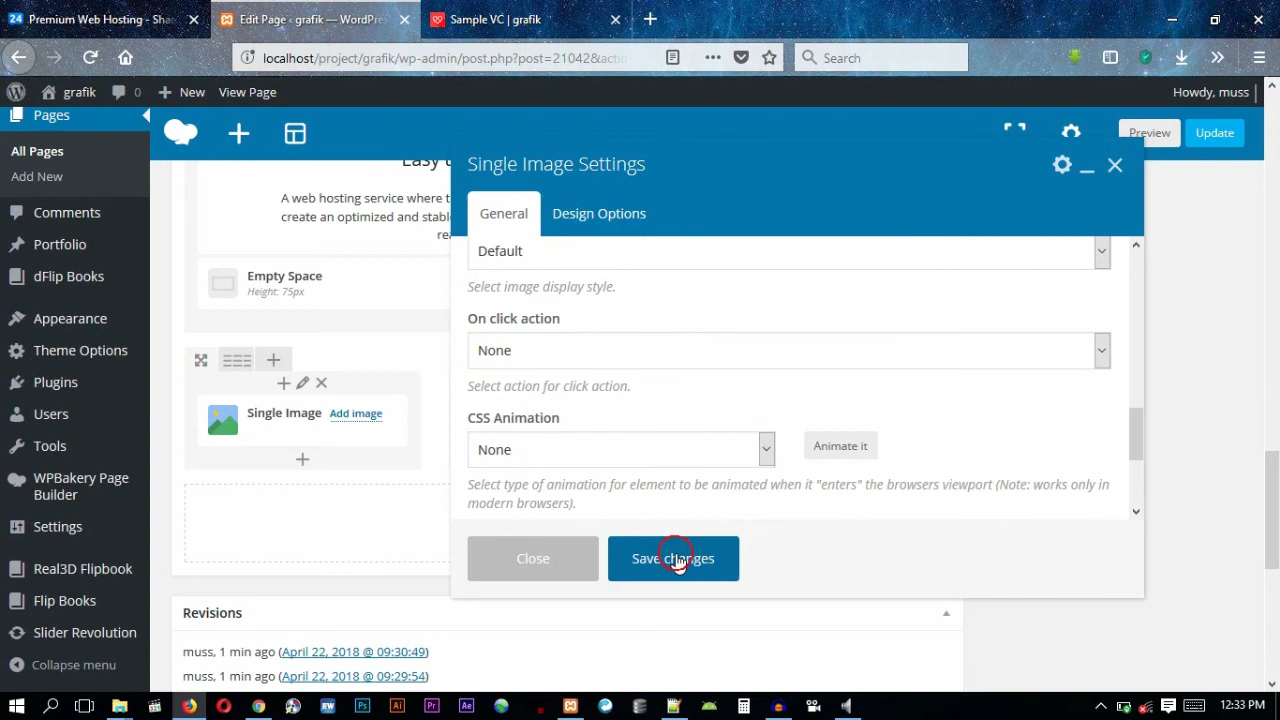 Premium Web Hosting - Sha
Edit Page ‹ grafik — WordPre
Sample VC | grafik
localhost/project/grafik/wp-admin/post.php?post=21042&actio
Search
grafik
0
New
View Page
Howdy, muss
Pages
All Pages
Add New
Comments
Portfolio
dFlip Books
Appearance
Theme Options
Plugins
Users
Tools
WPBakery Page
Builder
Settings
Real3D Flipbook
Flip Books
Slider Revolution
Collapse menu
Preview
Update
A web hosting service where t
create an optimized and stabl
Empty Space
Height: 75px
Single Image
Add image
Single Image Settings
General
Design Options
Default
Select image display style.
On click action
None
Select action for click action.
CSS Animation
None
Animate it
Select type of animation for element to be animated when it "enters" the browsers viewport (Note: works only in
modern browsers).
Close
Save changes
Revisions
muss, 1 min ago (April 22, 2018 @ 09:30:49)
muss, 1 min ago (April 22, 2018 @ 09:29:54)
12:33 PM